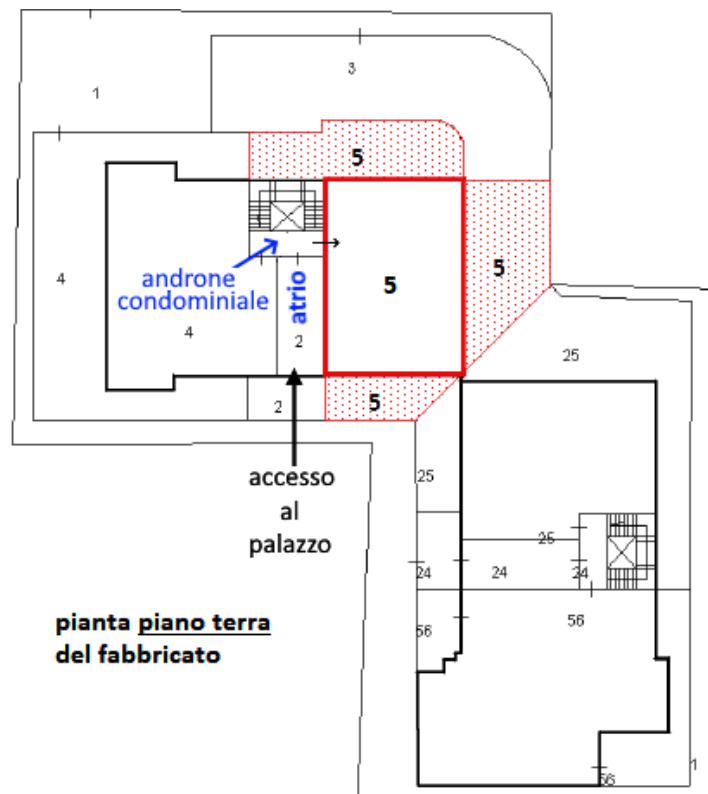 1
3
5
4
androne
condominiale
atrio
5
5
4
2
25
2
5
accesso
al
palazzo
25
25
24
24
24
pianta piano terra
del fabbricato
56
56
1
56